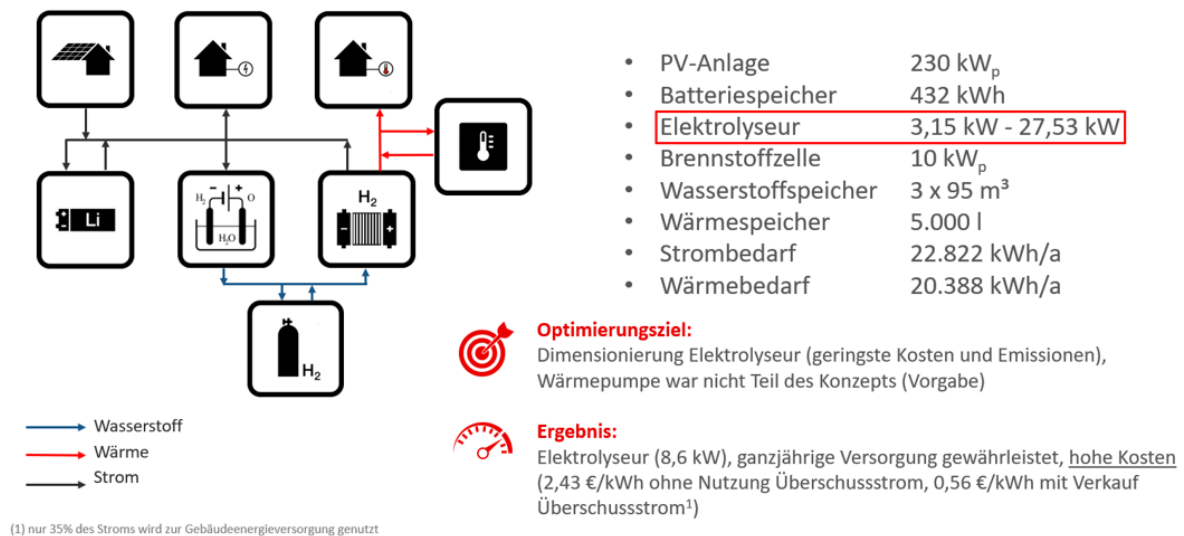 Li
H₂
O
H₂O
H₂
H₂
Wasserstoff
Wärme
Strom
• PV-Anlage 230 kWp
• Batteriespeicher 432 kWh
• Elektrolyseur 3,15 kW - 27,53 kW
• Brennstoffzelle 10 kWp
• Wasserstoffspeicher 3 x 95 m³
• Wärmespeicher 5.000 l
• Strombedarf 22.822 kWh/a
• Wärmebedarf 20.388 kWh/a
Optimierungsziel:
Dimensionierung Elektrolyseur (geringste Kosten und Emissionen),
Wärmepumpe war nicht Teil des Konzepts (Vorgabe)
Ergebnis:
Elektrolyseur (8,6 kW), ganzjährige Versorgung gewährleistet, hohe Kosten
(2,43 €/kWh ohne Nutzung Überschussstrom, 0,56 €/kWh mit Verkauf
Überschussstrom¹)
(1) nur 35% des Stroms wird zur Gebäudeenergieversorgung genutzt